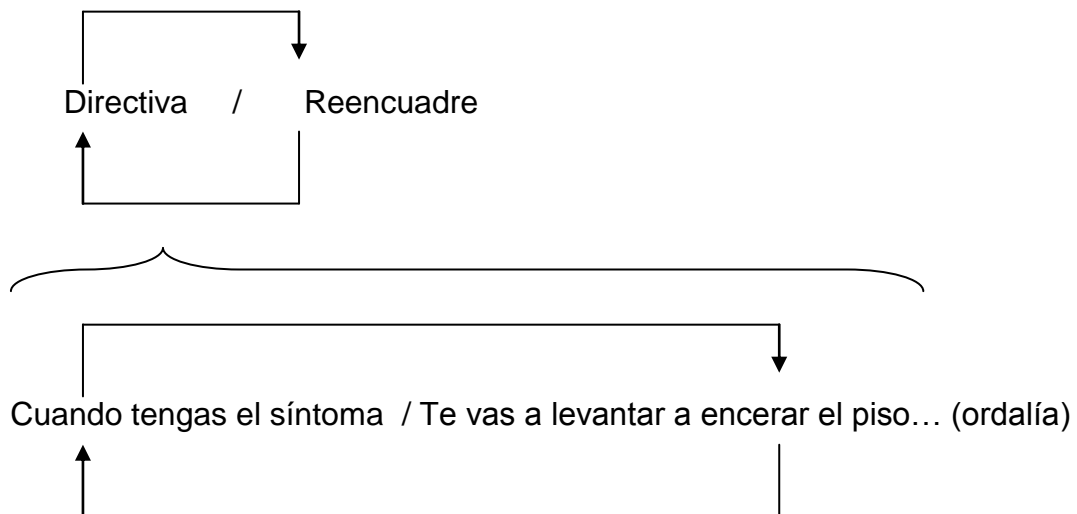 Directiva / Reencuadre
Cuando tengas el síntoma / Te vas a levantar a encerar el piso… (ordalía)